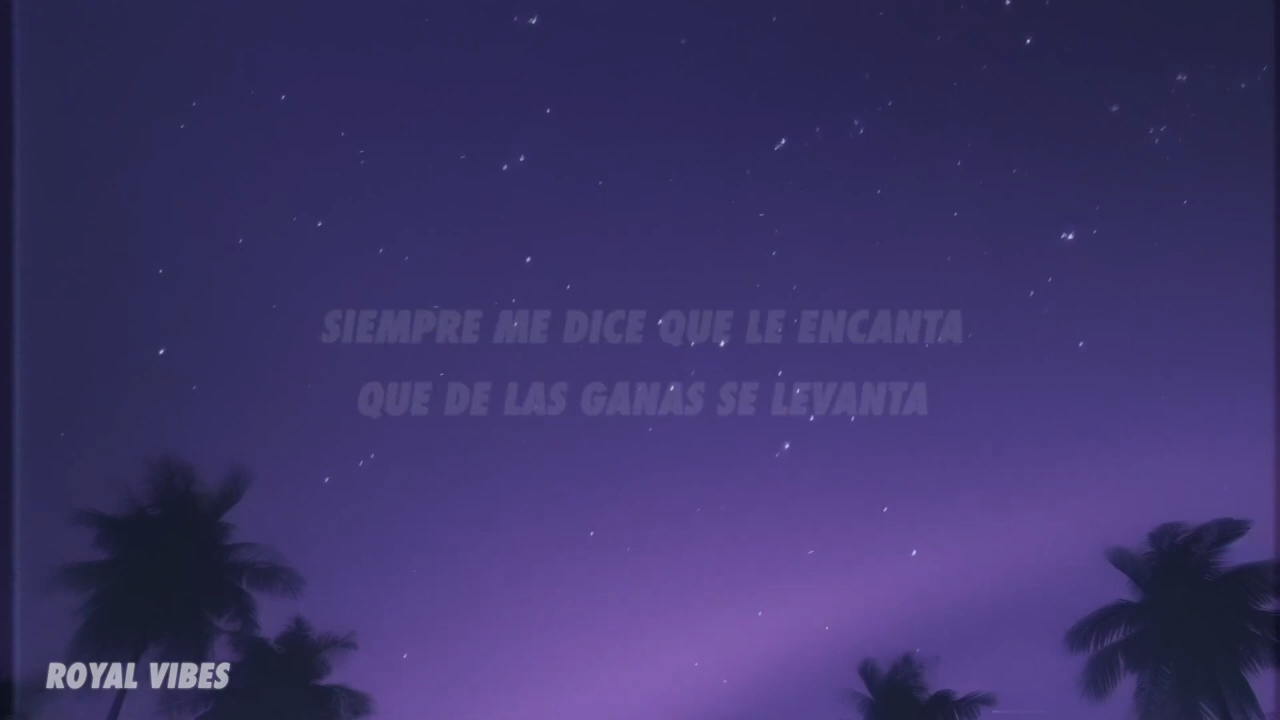 SIEMPRE ME DICE QUE LE ENCANTA
QUE DE LAS GANAS SE LEVANTA
ROYAL VIBES